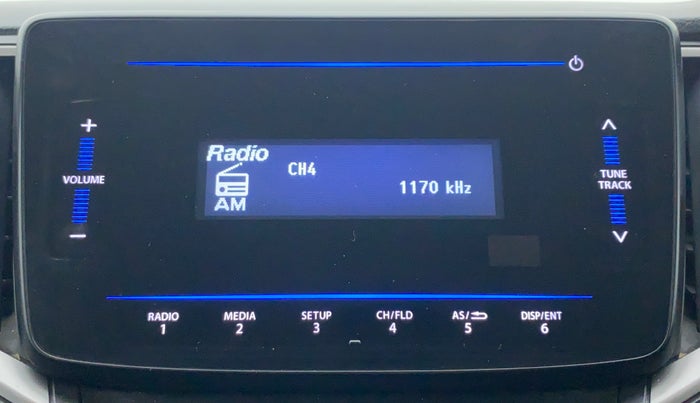 Radio
CH4
1170 kHz
AM
+
VOLUME
−
TUNE
TRACK
RADIO
1
MEDIA
2
SETUP
3
CH/FLD
4
AS/
5
DISP/ENT
6